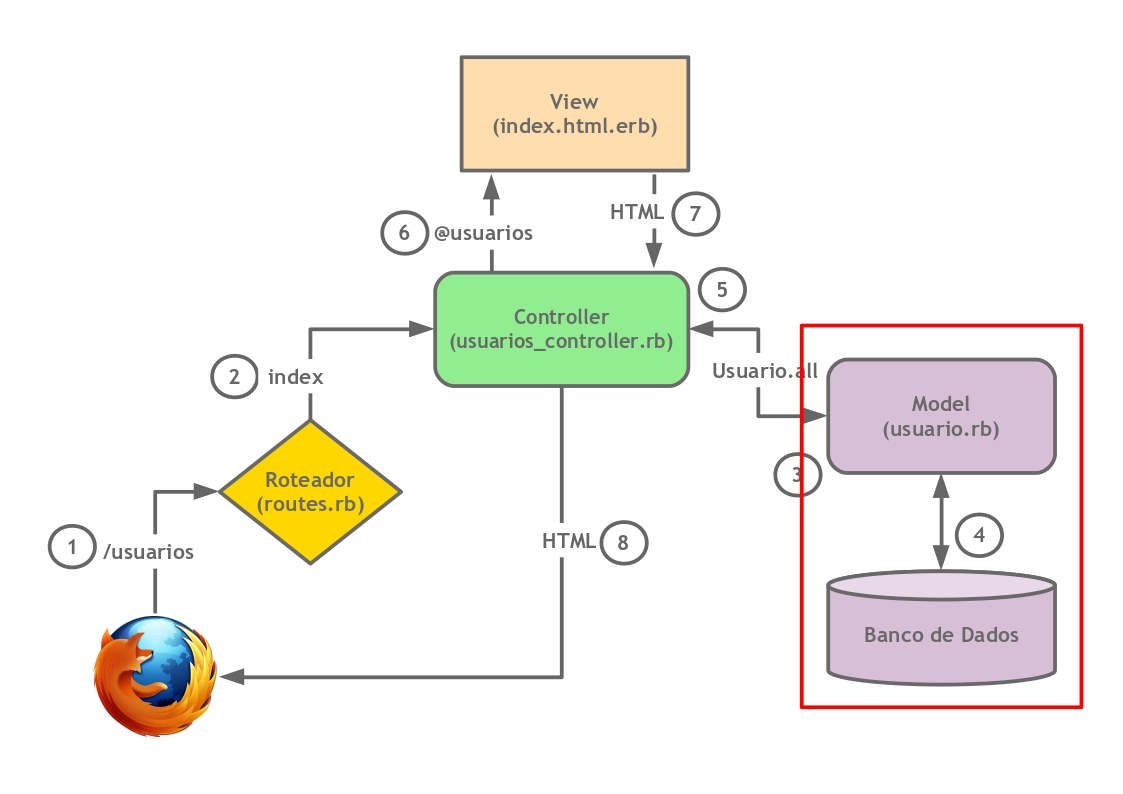 View
(index.html.erb)
HTML
7
6
@usuarios
5
Controller
(usuarios_controller.rb)
2
index
Usuario.all
Model
(usuario.rb)
3
Roteador
(routes.rb)
1
/usuarios
HTML
8
4
Banco de Dados